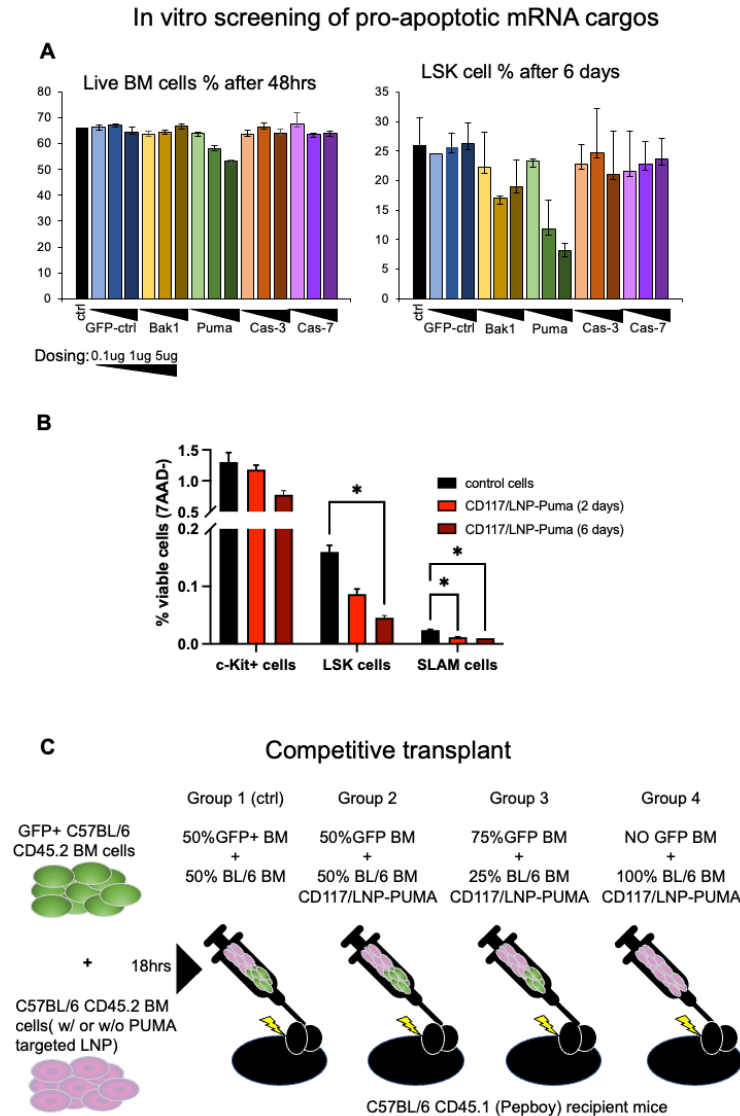 In vitro screening of pro-apoptotic mRNA cargos
A
Live BM cells % after 48hrs
80
70
60
50
40
30
20
10
0
ctrl
GFP-ctrl Bak1 Puma Cas-3 Cas-7
Dosing: 0.1ug 1ug 5ug
LSK cell % after 6 days
35
30
25
20
15
10
5
0
ctrl
GFP-ctrl Bak1 Puma Cas-3 Cas-7
B
% viable cells (7AAD-)
1.5
1.0
0.5
0.2
0.1
0.0
*
*
*
control cells
CD117/LNP-Puma (2 days)
CD117/LNP-Puma (6 days)
c-Kit+ cells LSK cells SLAM cells
C
Competitive transplant
GFP+ C57BL/6
CD45.2 BM cells
+
C57BL/6 CD45.2 BM
cells( w/ or w/o PUMA
targeted LNP)
18hrs
Group 1 (ctrl)
50%GFP+ BM
+
50% BL/6 BM
Group 2
50%GFP BM
+
50% BL/6 BM
CD117/LNP-PUMA
Group 3
75%GFP BM
+
25% BL/6 BM
CD117/LNP-PUMA
Group 4
NO GFP BM
+
100% BL/6 BM
CD117/LNP-PUMA
C57BL/6 CD45.1 (Pepboy) recipient mice